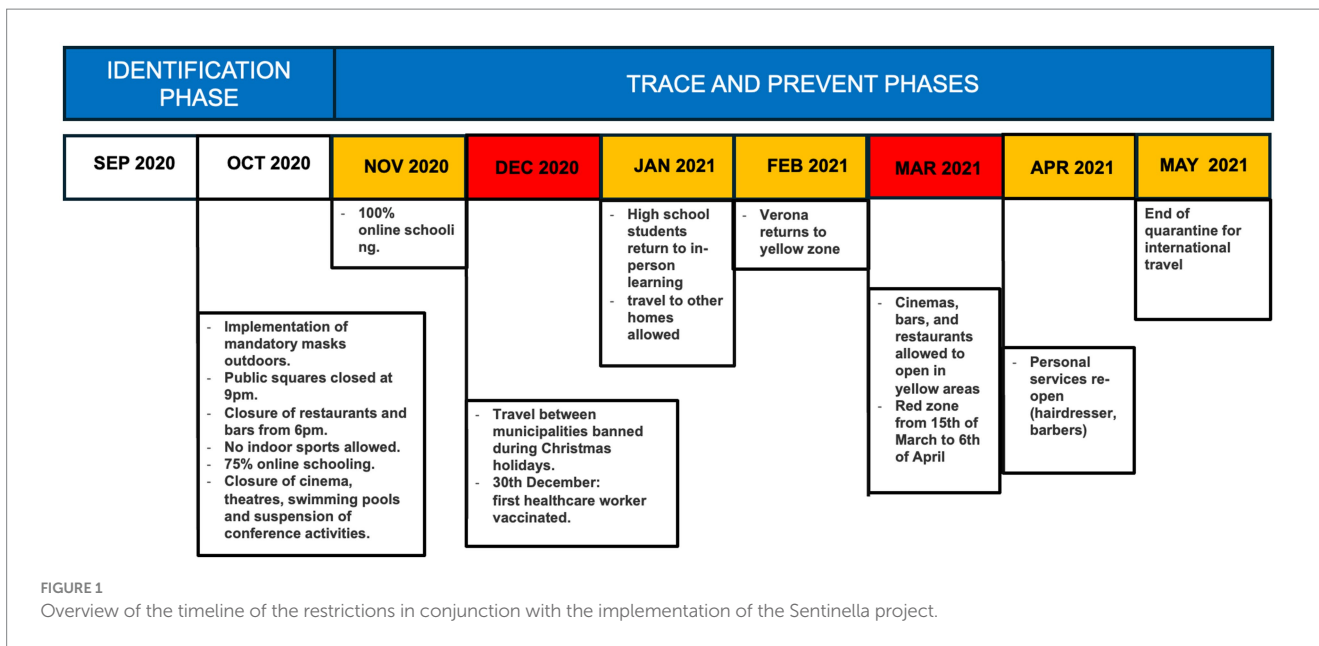 IDENTIFICATION
PHASE
TRACE AND PREVENT PHASES
SEP 2020
OCT 2020
NOV 2020
DEC 2020
JAN 2021
FEB 2021
MAR 2021
APR 2021
MAY 2021
- Implementation of
mandatory masks
outdoors.
- Public squares closed at
9pm.
- Closure of restaurants and
bars from 6pm.
- No indoor sports allowed.
- 75% online schooling.
- Closure of cinema,
theatres, swimming pools
and suspension of
conference activities.
- 100%
online schooli
ng.
- Travel between
municipalities banned
during Christmas
holidays.
- 30th December:
first healthcare worker
vaccinated.
- High school
students
return to in-
person
learning
- travel to other
homes
allowed
- Verona
returns to
yellow zone
- Cinemas,
bars, and
restaurants
allowed to
open in
yellow areas
- Red zone
from 15th of
March to 6th
of April
- Personal
services re-
open
(hairdresser,
barbers)
End of
quarantine for
international
travel
FIGURE 1
Overview of the timeline of the restrictions in conjunction with the implementation of the Sentinella project.